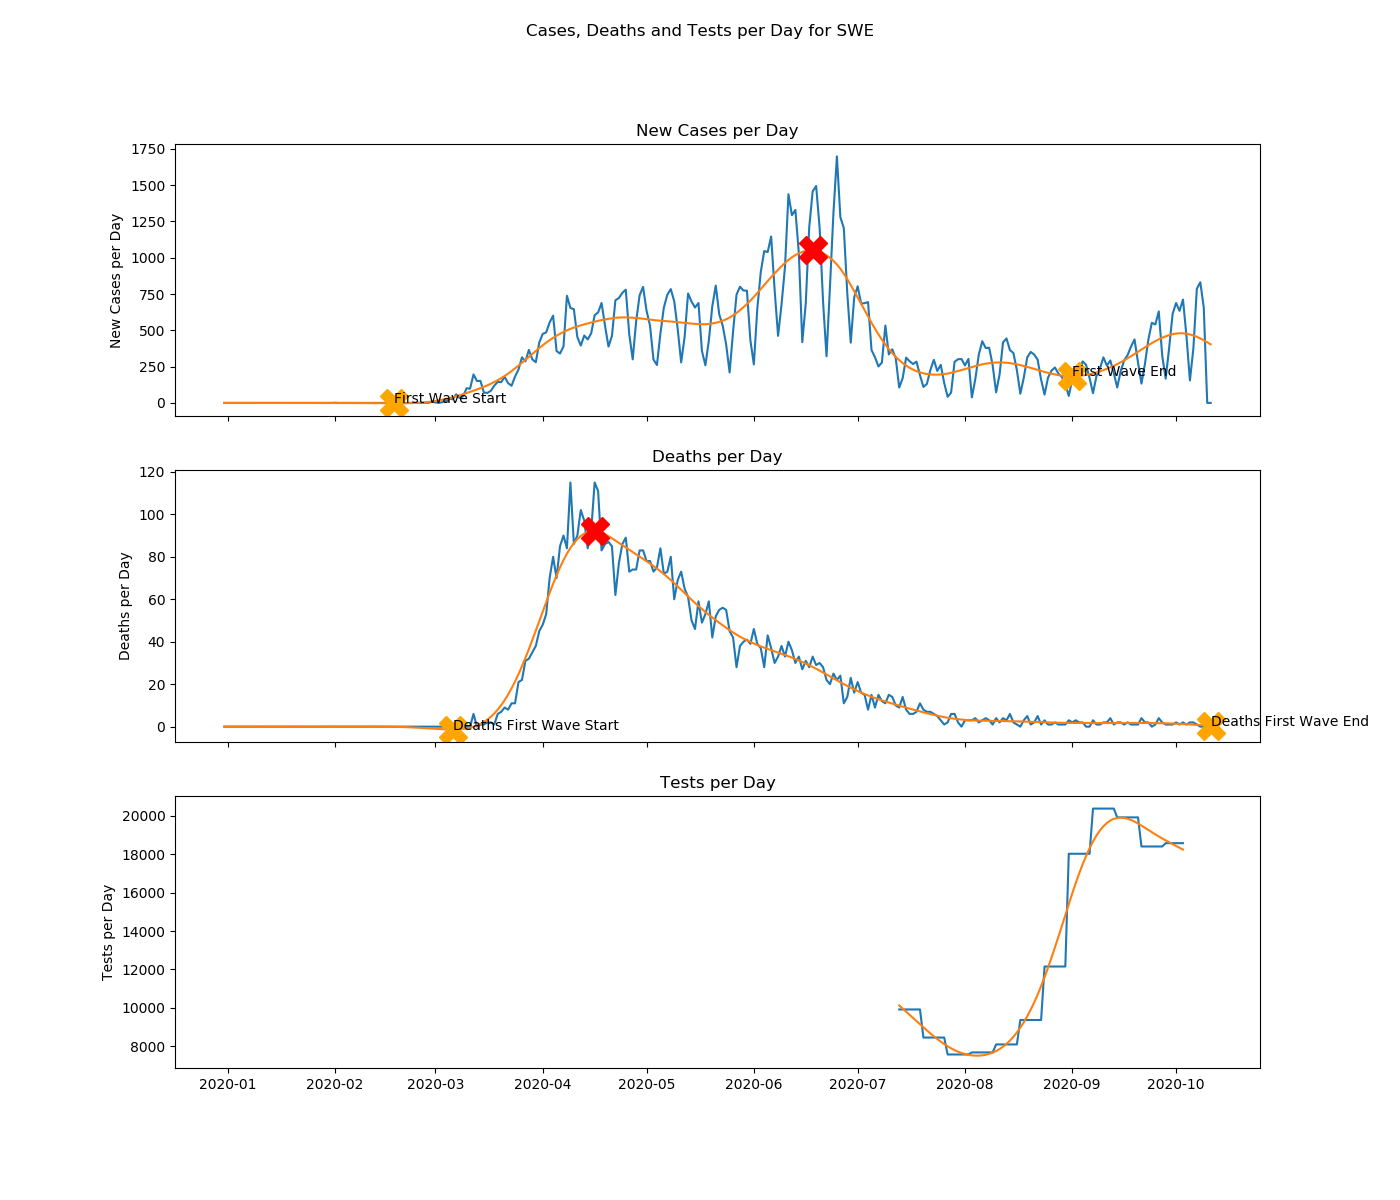 Cases, Deaths and Tests per Day for SWE
New Cases per Day
New Cases per Day
1750
1500
1250
1000
750
500
250
0
First Wave Start
First Wave End
Deaths per Day
Deaths per Day
120
100
80
60
40
20
0
Deaths First Wave Start
Deaths First Wave End
Tests per Day
Tests per Day
20000
18000
16000
14000
12000
10000
8000
2020-01 2020-02 2020-03 2020-04 2020-05 2020-06 2020-07 2020-08 2020-09 2020-10